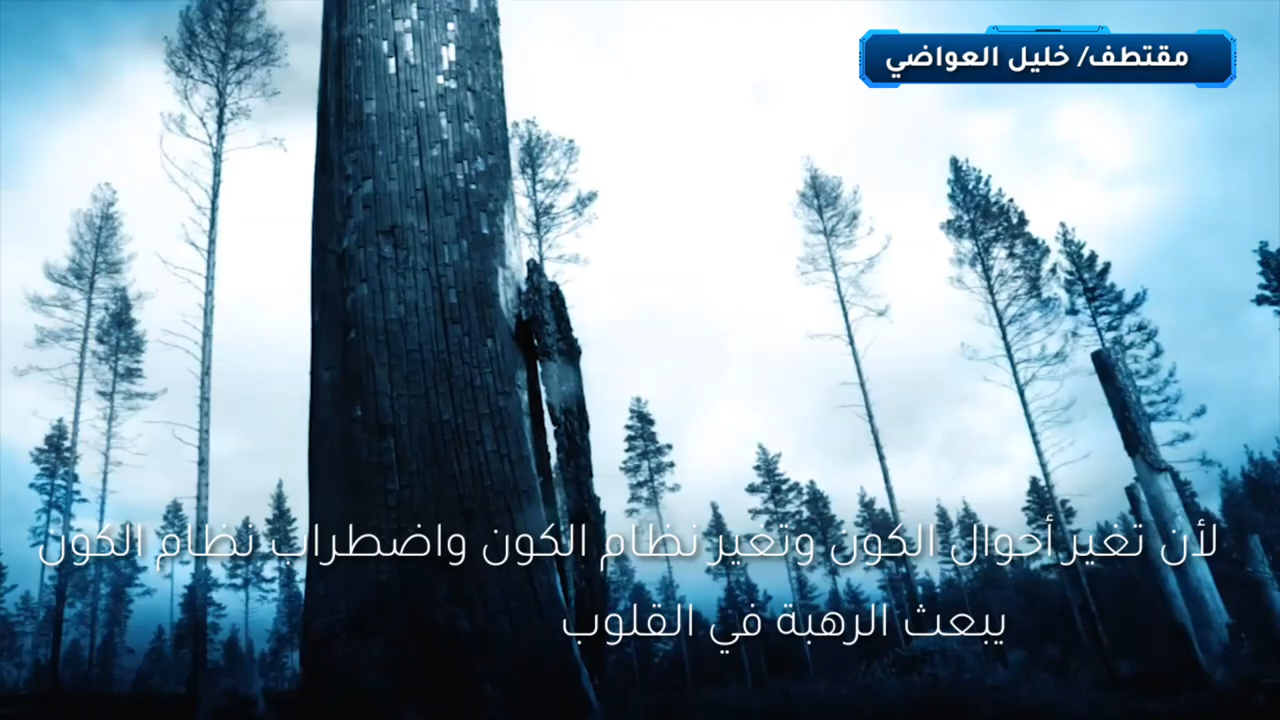 مقتطف/ خليل العواضي
لأن تغير أحوال الكون وتغير نظام الكون واضطراب نظام الكون
يبعث الرهبة في القلوب